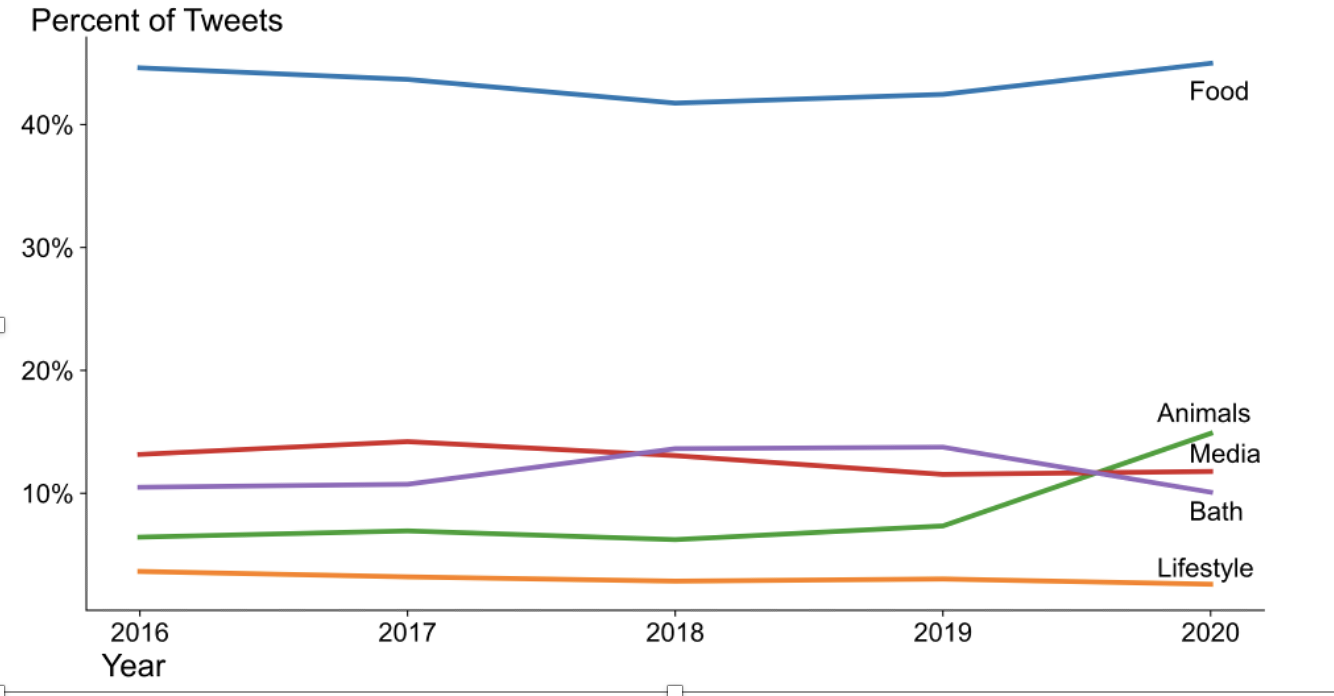 Percent of Tweets
Food
40%
30%
20%
Animals
Media
10%
Bath
Lifestyle
2016 2017 2018 2019 2020
Year